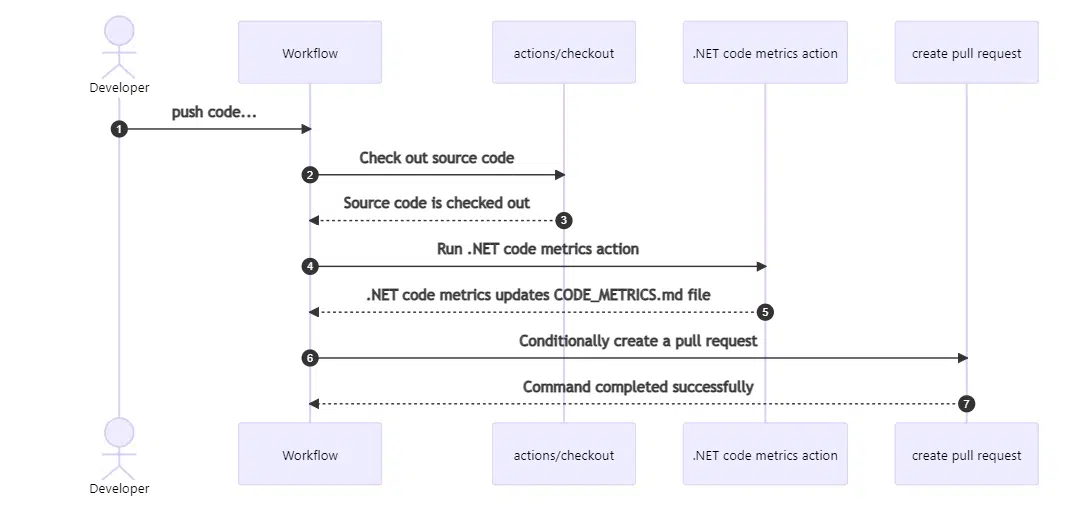 Developer
Workflow
actions/checkout
.NET code metrics action
create pull request
push code...
1
Check out source code
2
Source code is checked out
3
Run .NET code metrics action
4
.NET code metrics updates CODE_METRICS.md file
5
Conditionally create a pull request
6
Command completed successfully
7
Developer
Workflow
actions/checkout
.NET code metrics action
create pull request